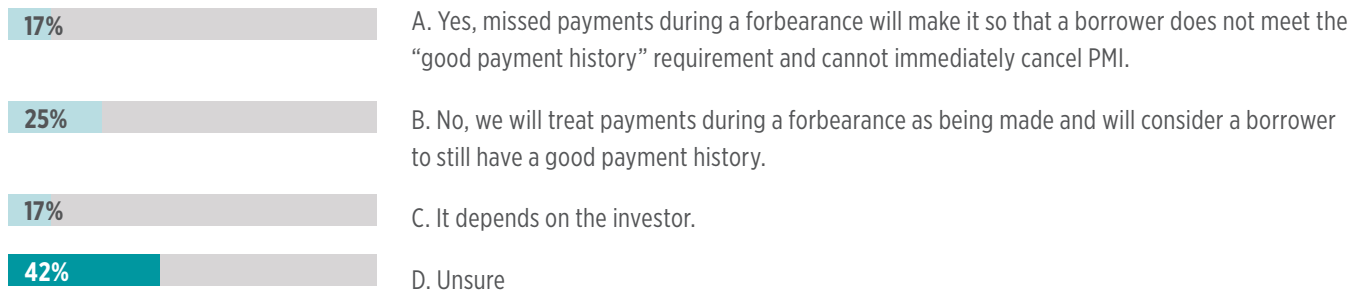 17%
A. Yes, missed payments during a forbearance will make it so that a borrower does not meet the
“good payment history” requirement and cannot immediately cancel PMI.
25%
B. No, we will treat payments during a forbearance as being made and will consider a borrower
to still have a good payment history.
17%
C. It depends on the investor.
42%
D. Unsure